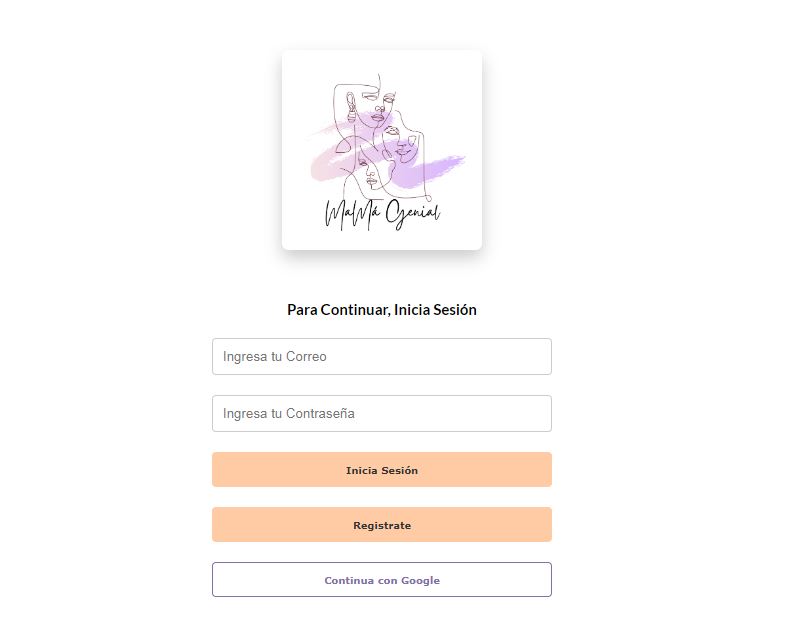 MaMá Genial
Para Continuar, Inicia Sesión
Ingresa tu Correo
Ingresa tu Contraseña
Inicia Sesión
Registrate
Continua con Google